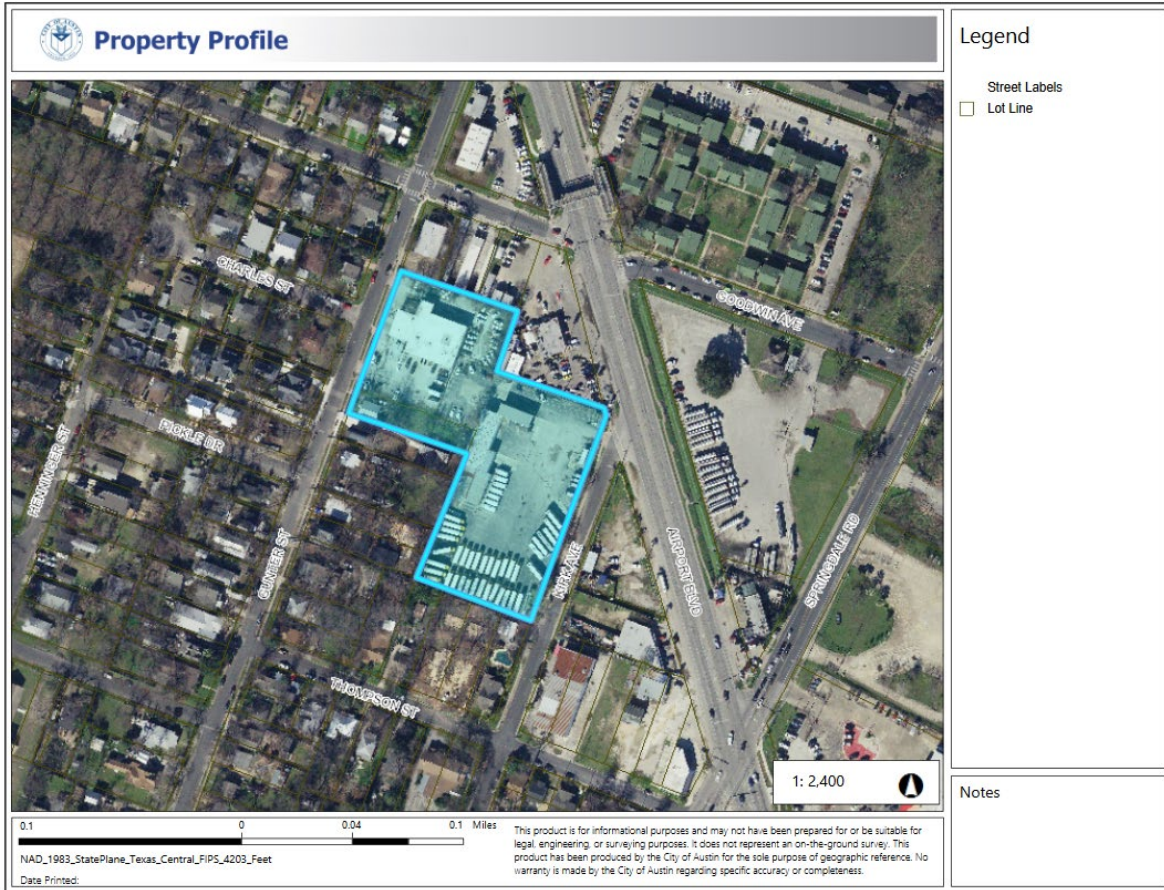 CITY OF AUSTIN
Property Profile
Legend
Street Labels
Lot Line
CHARLES ST
GOODWIN AVE
PICKLE DR
HENNINGER ST
GUNTER ST
KIRK AVE
AIRPORT BLVD
SPRINGDALE RD
THOMPSON ST
1: 2,400
Notes
0.1 0 0.04 0.1 Miles
NAD_1983_StatePlane_Texas_Central_FIPS_4203_Feet
Date Printed:
This product is for informational purposes and may not have been prepared for or be suitable for
legal, engineering, or surveying purposes. It does not represent an on-the-ground survey. This
product has been produced by the City of Austin for the sole purpose of geographic reference. No
warranty is made by the City of Austin regarding specific accuracy or completeness.